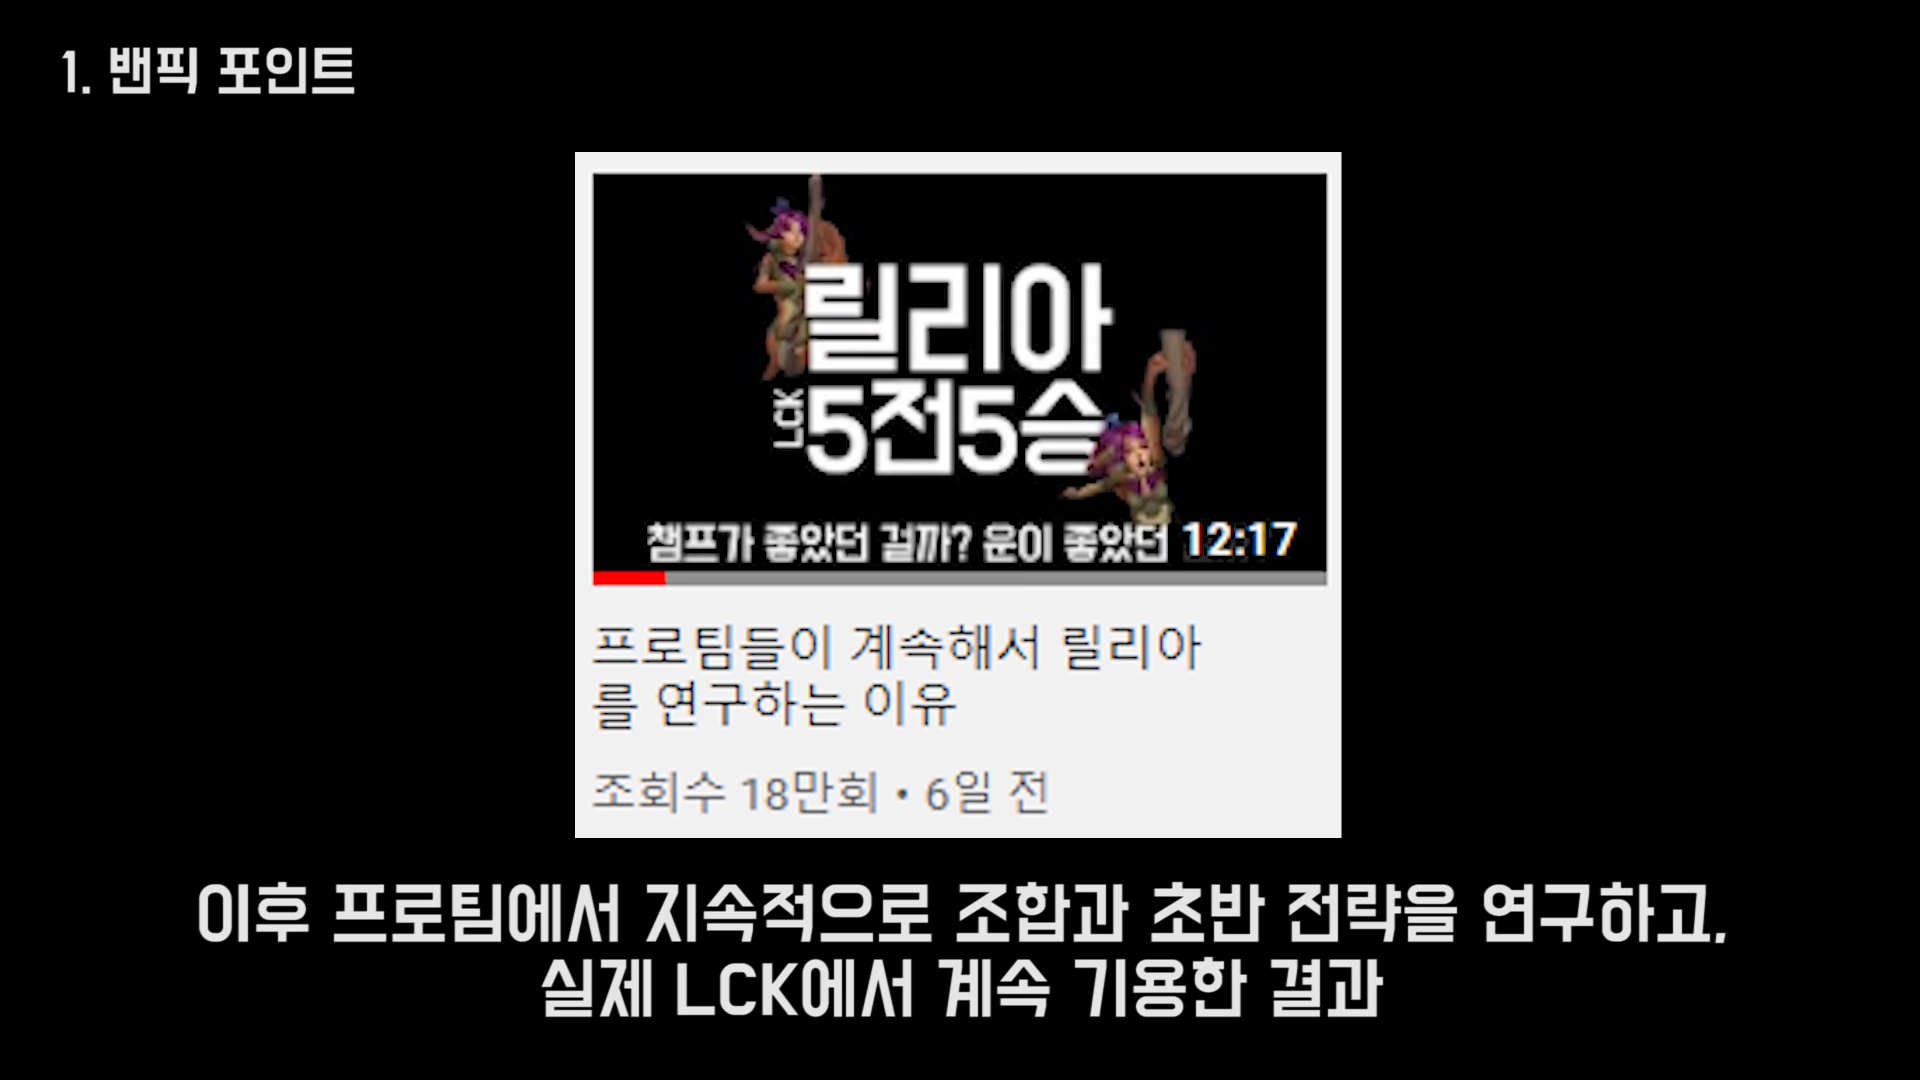 1. 밴픽 포인트
릴리아
LCK
5전5승
챔프가 좋았던 걸까? 운이 좋았던
12:17
프로팀들이 계속해서 릴리아
를 연구하는 이유
조회수 18만회 • 6일 전
이후 프로팀에서 지속적으로 조합과 초반 전략을 연구하고,
실제 LCK에서 계속 기용한 결과